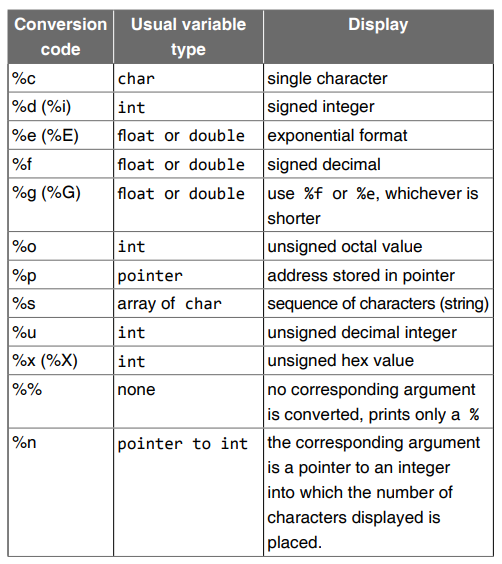 Conversion code Usual variable type Display
%c char single character
%d (%i) int signed integer
%e (%E) float or double exponential format
%f float or double signed decimal
%g (%G) float or double use %f or %e, whichever is shorter
%o int unsigned octal value
%p pointer address stored in pointer
%s array of char sequence of characters (string)
%u int unsigned decimal integer
%x (%X) int unsigned hex value
%% none no corresponding argument is converted, prints only a %
%n pointer to int the corresponding argument is a pointer to an integer into which the number of characters displayed is placed.